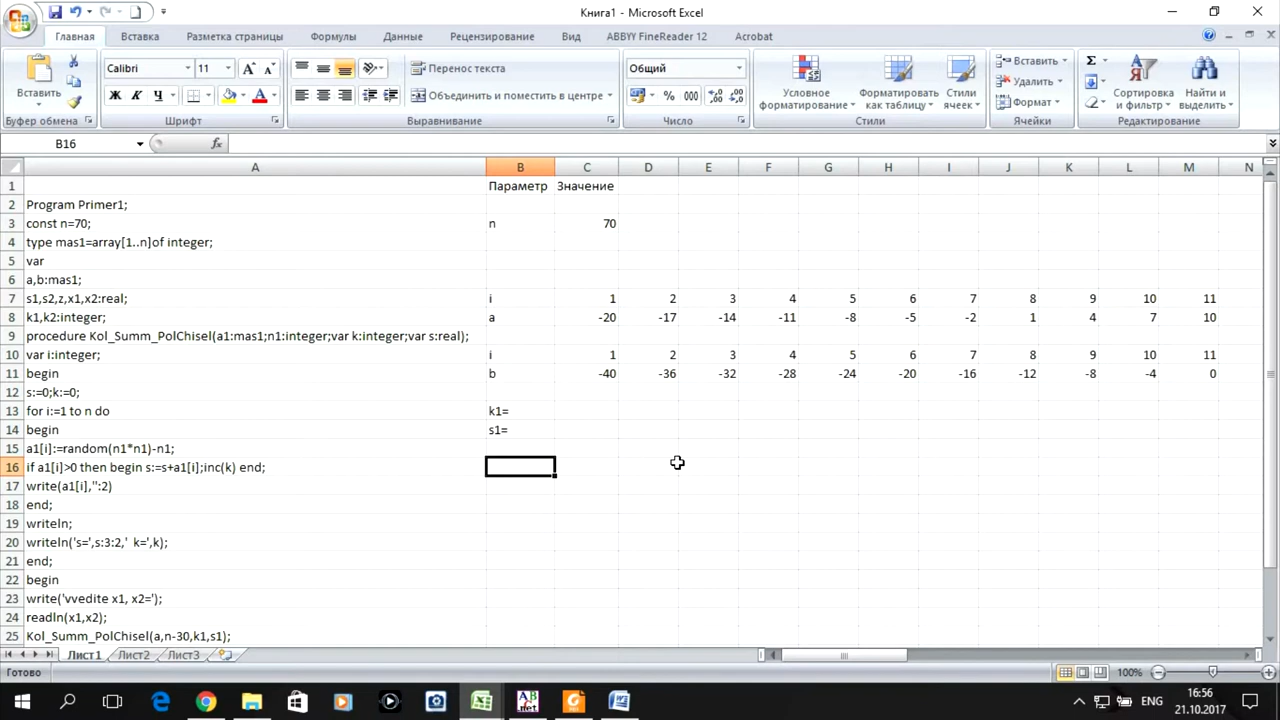 Книга1 - Microsoft Excel
Главная Вставка Разметка страницы Формулы Данные Рецензирование Вид ABBYY FineReader 12 Acrobat
Calibri 11 Перенос текста Общий Вставить
Вставить Ж К Ч Объединить и поместить в центре % 000 Условное форматирование Форматировать как таблицу Стили ячеек Удалить Формат Сортировка и фильтр Найти и выделить
Буфер обмена Шрифт Выравнивание Число Стили Ячейки Редактирование
B16 fx
A B C D E F G H I J K L M N
1 Параметр Значение
2 Program Primer1;
3 const n=70; n 70
4 type mas1=array[1..n]of integer;
5 var
6 a,b:mas1;
7 s1,s2,z,x1,x2:real; i 1 2 3 4 5 6 7 8 9 10 11
8 k1,k2:integer; a -20 -17 -14 -11 -8 -5 -2 1 4 7 10
9 procedure Kol_Summ_PolChisel(a1:mas1;n1:integer;var k:integer;var s:real);
10 var i:integer; i 1 2 3 4 5 6 7 8 9 10 11
11 begin b -40 -36 -32 -28 -24 -20 -16 -12 -8 -4 0
12 s:=0;k:=0;
13 for i:=1 to n do k1=
14 begin s1=
15 a1[i]:=random(n1*n1)-n1;
16 if a1[i]>0 then begin s:=s+a1[i];inc(k) end;
17 write(a1[i],'':2)
18 end;
19 writeln;
20 writeln('s=',s:3:2,' k=',k);
21 end;
22 begin
23 write('vvedite x1, x2=');
24 readln(x1,x2);
25 Kol_Summ_PolChisel(a,n-30,k1,s1);
Лист1 Лист2 Лист3
Готово 100%
ENG 16:56
21.10.2017